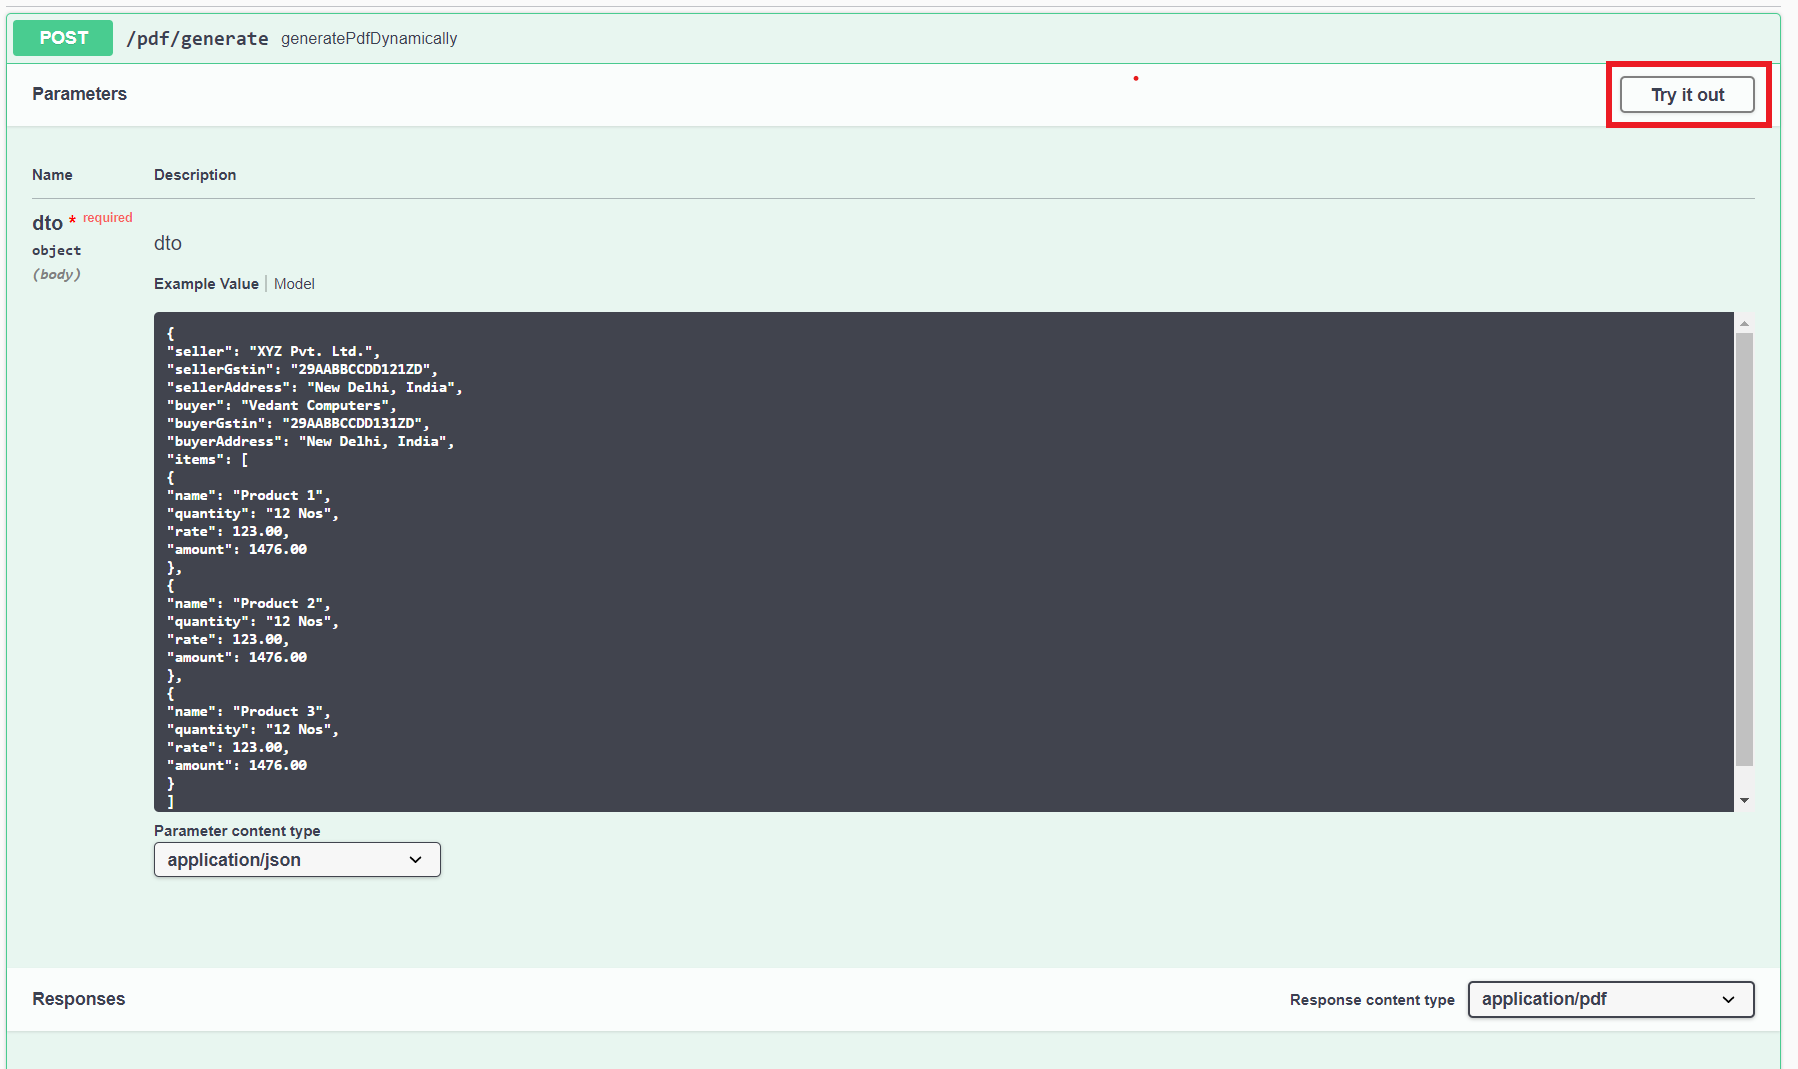 POST /pdf/generate generatePdfDynamically
Parameters
Try it out
Name Description
dto * required
object
(body)
dto
Example Value | Model
{
"seller": "XYZ Pvt. Ltd.",
"sellerGstin": "29AABBCCDD121ZD",
"sellerAddress": "New Delhi, India",
"buyer": "Vedant Computers",
"buyerGstin": "29AABBCCDD131ZD",
"buyerAddress": "New Delhi, India",
"items": [
{
"name": "Product 1",
"quantity": "12 Nos",
"rate": 123.00,
"amount": 1476.00
},
{
"name": "Product 2",
"quantity": "12 Nos",
"rate": 123.00,
"amount": 1476.00
},
{
"name": "Product 3",
"quantity": "12 Nos",
"rate": 123.00,
"amount": 1476.00
}
]
Parameter content type
application/json
Responses
Response content type application/pdf